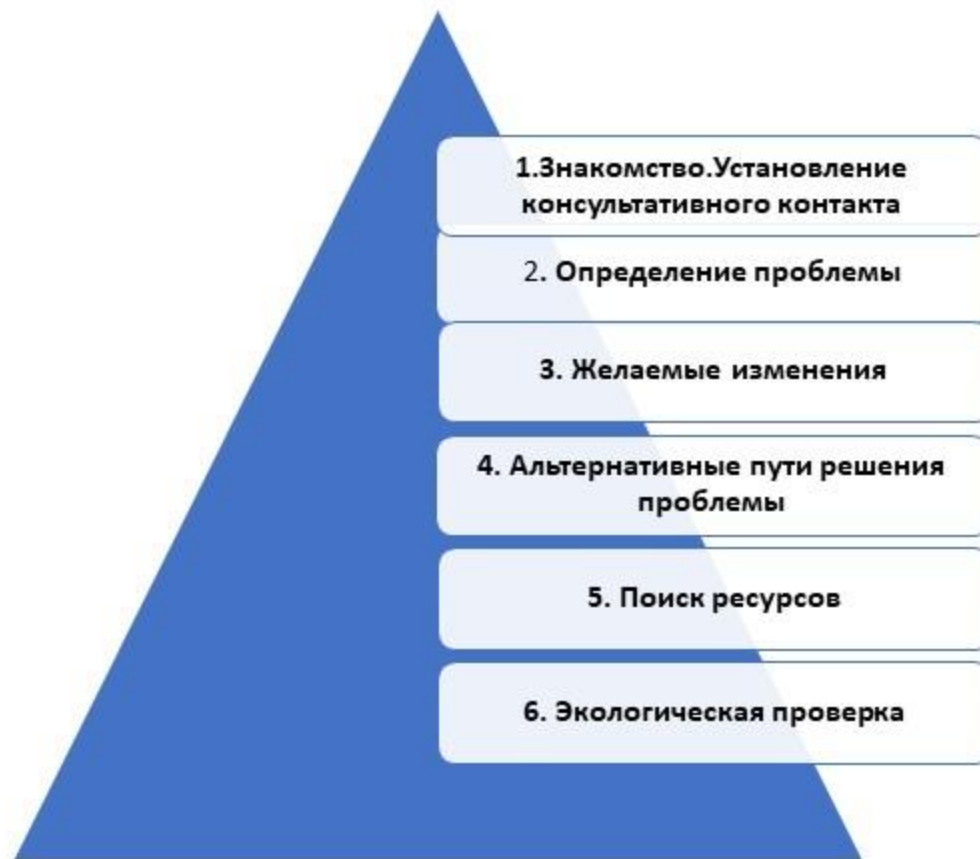 1.Знакомство.Установление
консультативного контакта
2. Определение проблемы
3. Желаемые изменения
4. Альтернативные пути решения
проблемы
5. Поиск ресурсов
6. Экологическая проверка